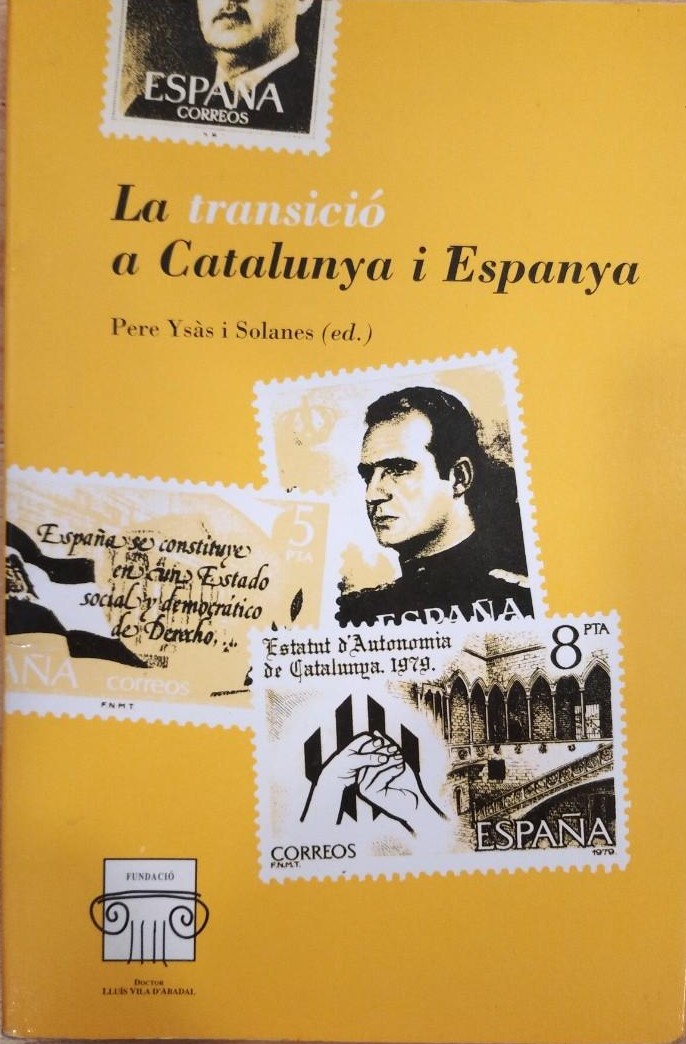 ESPAÑA
CORREOS
La transició
a Catalunya i Espanya
Pere Ysàs i Solanes (ed.)
5
PTA
España se constituye
en un Estado
social y democrático
de Derecho,..
AÑA correos
F.N.M.T
ESPAÑA
Estatut d'Autonomia
de Catalunya. 1979.
8 PTA
CORREOS
F.N.M.T.
ESPAÑA
1979.
FUNDACIÓ
DOCTOR
LLUÍS VILA D'ABADAL